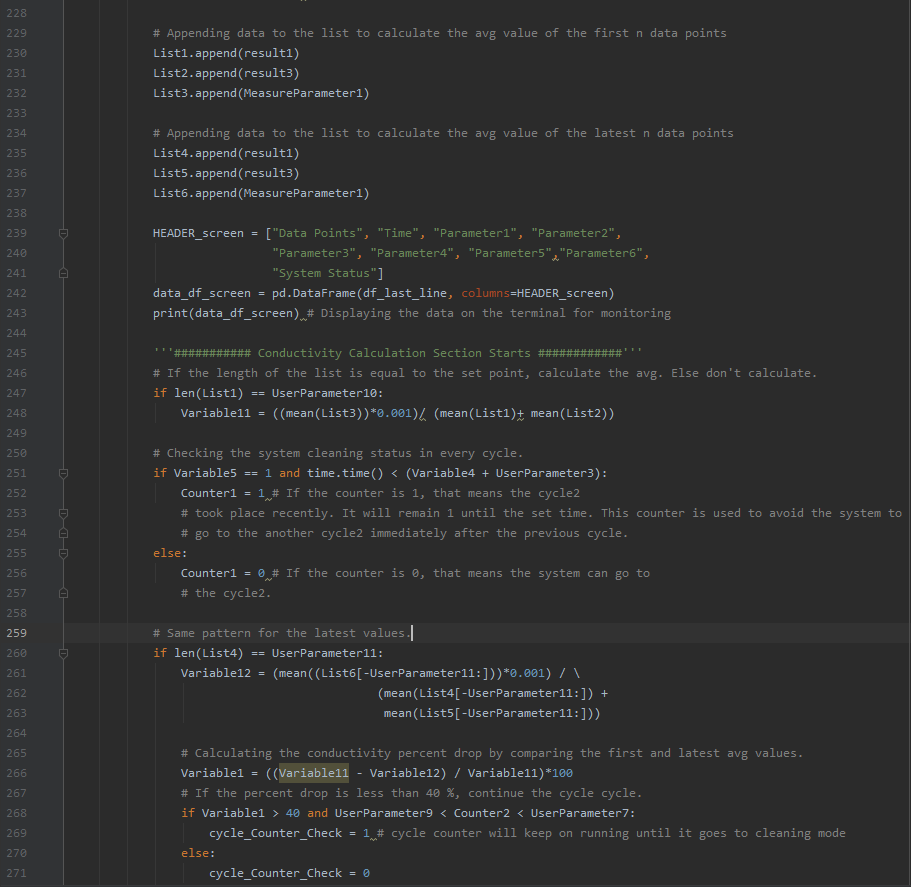 228
229 # Appending data to the list to calculate the avg value of the first n data points
230 List1.append(result1)
231 List2.append(result3)
232 List3.append(MeasureParameter1)
233
234 # Appending data to the list to calculate the avg value of the latest n data points
235 List4.append(result1)
236 List5.append(result3)
237 List6.append(MeasureParameter1)
238
239 HEADER_screen = ["Data Points", "Time", "Parameter1", "Parameter2",
240 "Parameter3", "Parameter4", "Parameter5","Parameter6",
241 "System Status"]
242 data_df_screen = pd.DataFrame(df_last_line, columns=HEADER_screen)
243 print(data_df_screen) # Displaying the data on the terminal for monitoring
244
245 '''########### Conductivity Calculation Section Starts ############'''
246 # If the length of the list is equal to the set point, calculate the avg. Else don't calculate.
247 if len(List1) == UserParameter10:
248 Variable11 = ((mean(List3))*0.001)/ (mean(List1)+ mean(List2))
249
250 # Checking the system cleaning status in every cycle.
251 if Variable5 == 1 and time.time() < (Variable4 + UserParameter3):
252 Counter1 = 1 # If the counter is 1, that means the cycle2
253 # took place recently. It will remain 1 until the set time. This counter is used to avoid the system to
254 # go to the another cycle2 immediately after the previous cycle.
255 else:
256 Counter1 = 0 # If the counter is 0, that means the system can go to
257 # the cycle2.
258
259 # Same pattern for the latest values.
260 if len(List4) == UserParameter11:
261 Variable12 = (mean((List6[-UserParameter11:]))*0.001) / \
262 (mean(List4[-UserParameter11:]) +
263 mean(List5[-UserParameter11:]))
264
265 # Calculating the conductivity percent drop by comparing the first and latest avg values.
266 Variable1 = ((Variable11 - Variable12) / Variable11)*100
267 # If the percent drop is less than 40 %, continue the cycle cycle.
268 if Variable1 > 40 and UserParameter9 < Counter2 < UserParameter7:
269 cycle_Counter_Check = 1 # cycle counter will keep on running until it goes to cleaning mode
270 else:
271 cycle_Counter_Check = 0